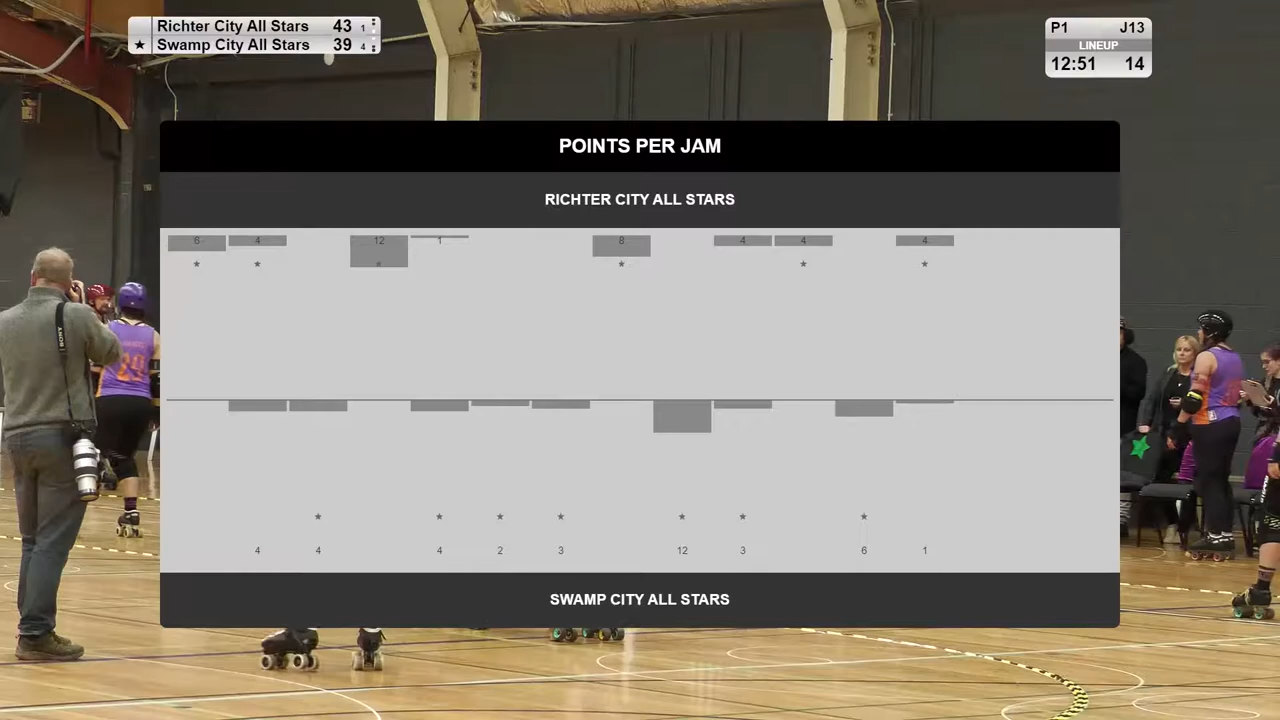 Richter City All Stars 43 1
★ Swamp City All Stars 39 4
P1 J13
LINEUP
12:51 14
POINTS PER JAM
RICHTER CITY ALL STARS
6 4 12 1 8 4 4 4
4 4 4 2 3 12 3 6 1
SWAMP CITY ALL STARS
SONY